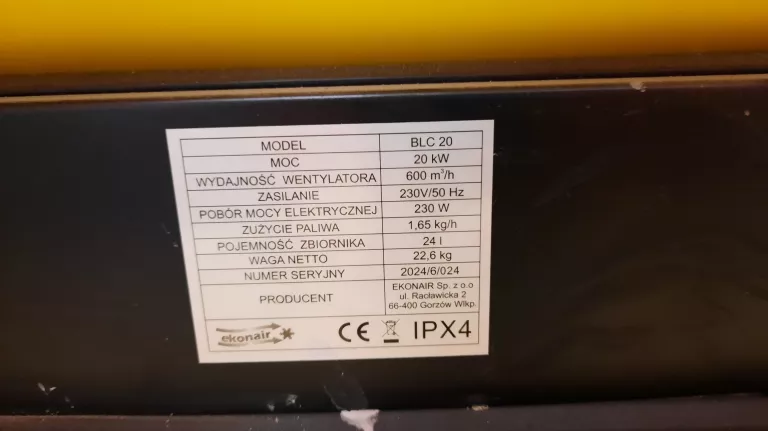 MODEL BLC 20
MOC 20 kW
WYDAJNOŚĆ WENTYLATORA 600 m³/h
ZASILANIE 230V/50 Hz
POBÓR MOCY ELEKTRYCZNEJ 230 W
ZUŻYCIE PALIWA 1,65 kg/h
POJEMNOŚĆ ZBIORNIKA 24 l
WAGA NETTO 22,6 kg
NUMER SERYJNY 2024/6/024
PRODUCENT EKONAIR Sp. z o.o
ul. Racławicka 2
66-400 Gorzów Wlkp.
ekonair CE IPX4